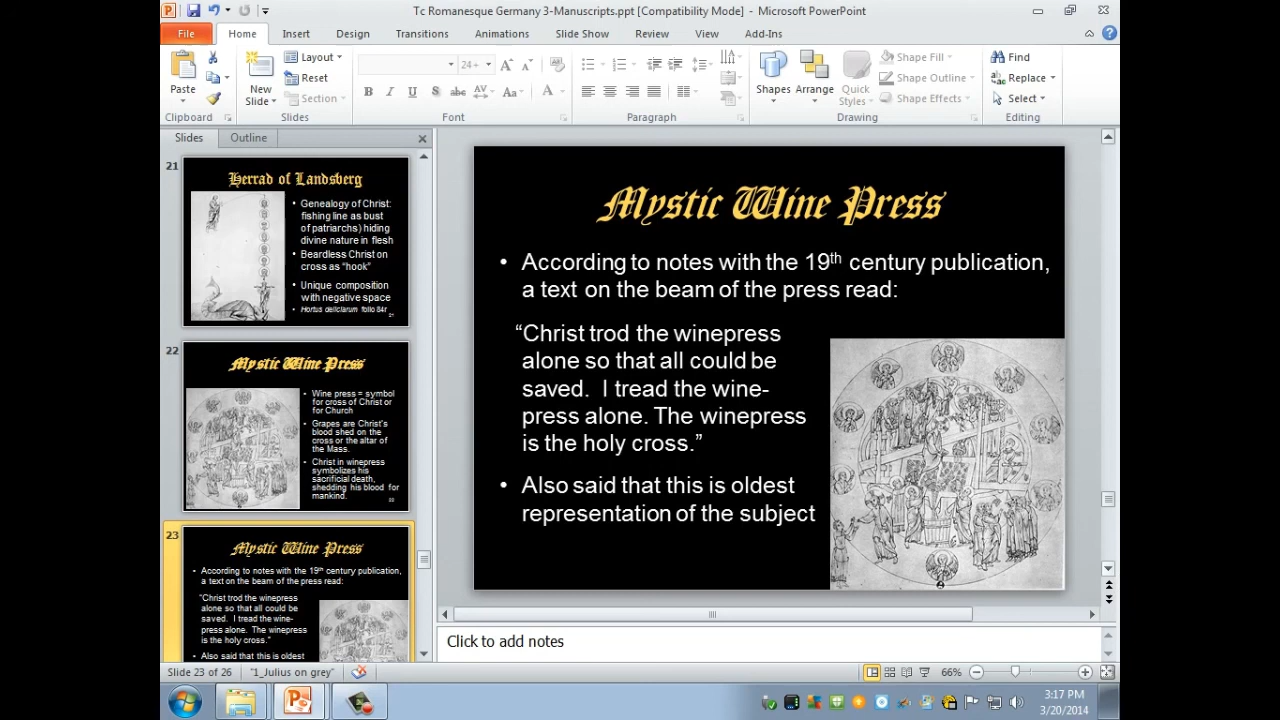 Tc Romanesque Germany 3-Manuscripts.ppt [Compatibility Mode] - Microsoft PowerPoint
File Home Insert Design Transitions Animations Slide Show Review View Add-Ins
Paste
New Slide
Layout
Reset
Section
24+
B I U S abc AV Aa A
Shapes
Arrange
Quick Styles
Shape Fill
Shape Outline
Shape Effects
Find
Replace
Select
Clipboard Slides Font Paragraph Drawing Editing
Slides Outline
21
Herrad of Landsberg
• Genealogy of Christ:
fishing line as bust
of patriarchs) hiding
divine nature in flesh
• Beardless Christ on
cross as “hook”
• Unique composition
with negative space
• Hortus deliciarum folio 84r
22
Mystic Wine Press
• Wine press = symbol
for cross of Christ or
for Church
• Grapes are Christ's
blood shed on the
cross or the altar of
the Mass.
• Christ in winepress
symbolizes his
sacrificial death,
shedding his blood for
mankind.
23
Mystic Wine Press
• According to notes with the 19th century publication,
a text on the beam of the press read:
“Christ trod the winepress
alone so that all could be
saved. I tread the wine-
press alone. The winepress
is the holy cross.”
• Also said that this is oldest
Mystic Wine Press
• According to notes with the 19th century publication,
a text on the beam of the press read:
“Christ trod the winepress
alone so that all could be
saved. I tread the wine-
press alone. The winepress
is the holy cross.”
• Also said that this is oldest
representation of the subject
Click to add notes
Slide 23 of 26 "1_Julius on grey" 66%
3:17 PM
3/20/2014